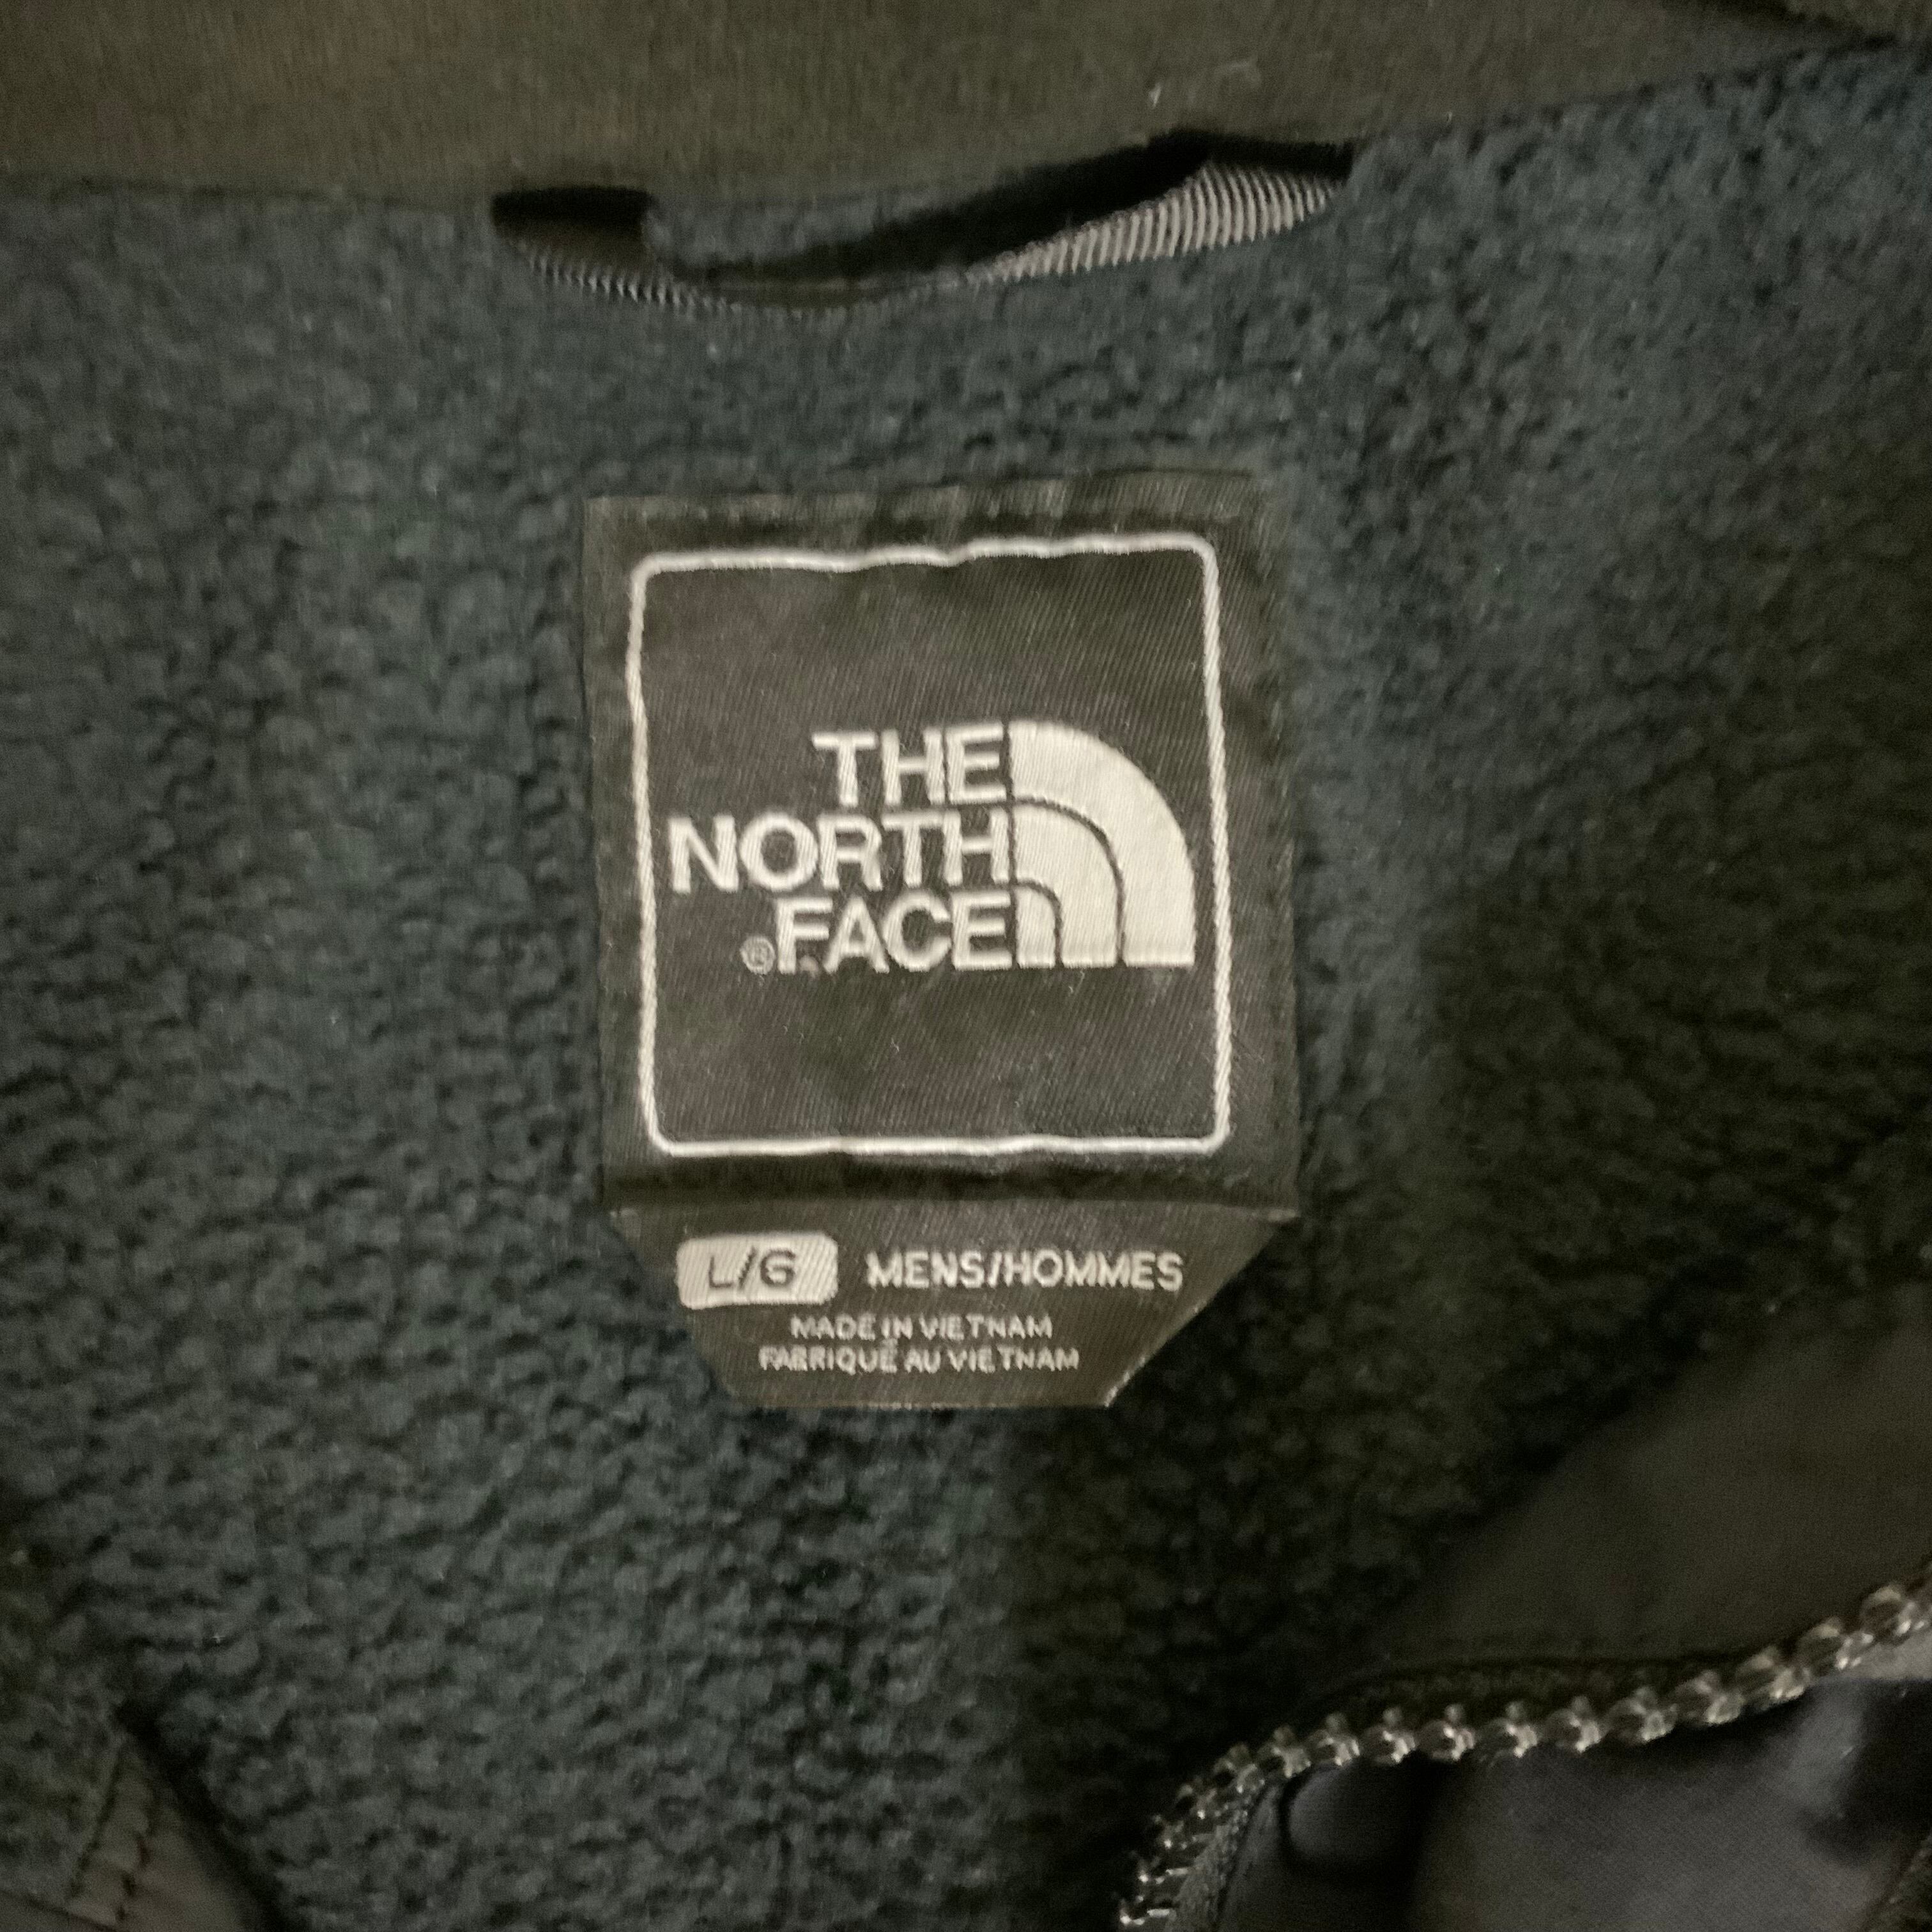 THE
NORTH
®FACE
L/G MENS/HOMMES
MADE IN VIETNAM
FABRIQUÉ AU VIETNAM